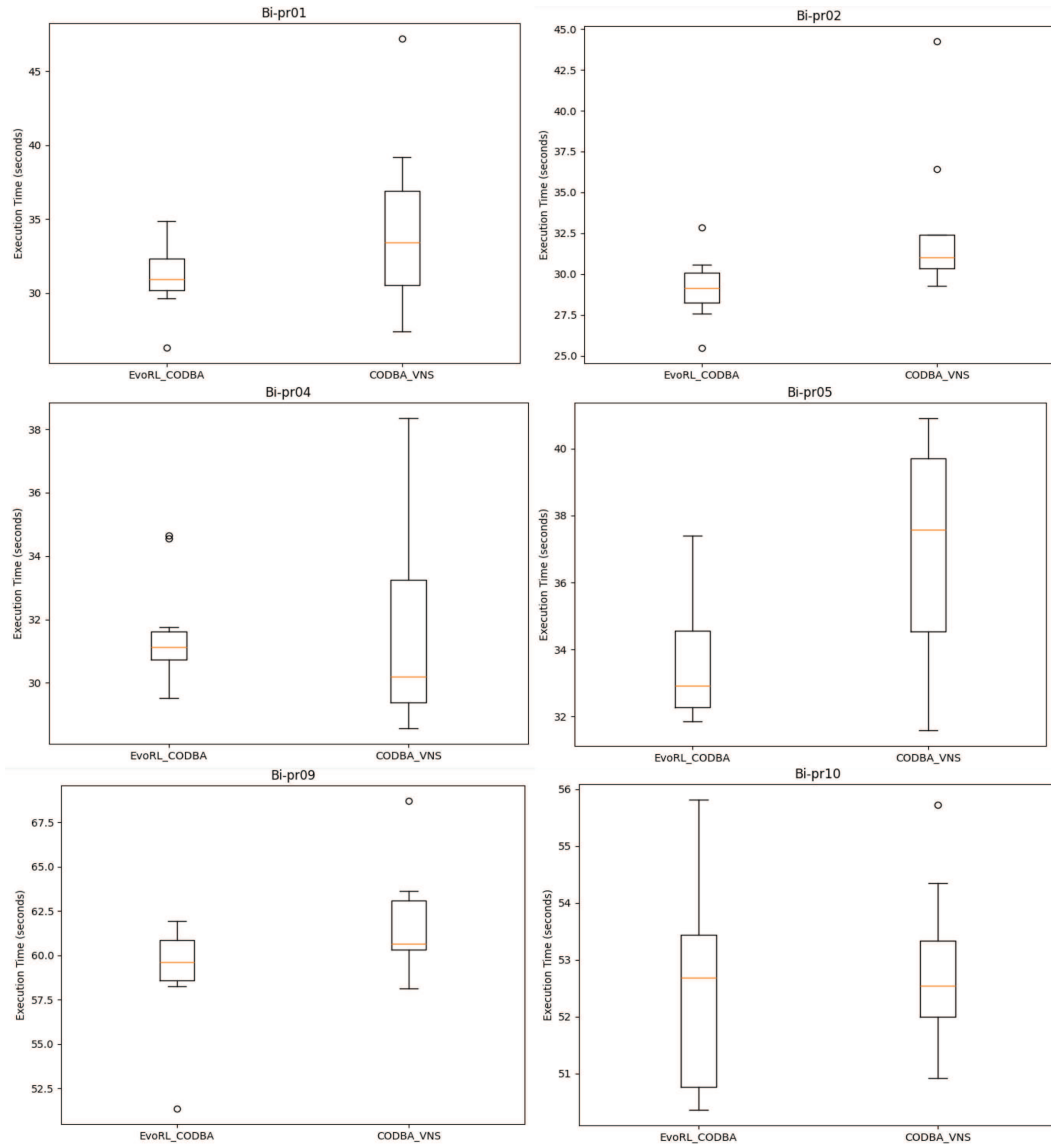 Bi-pr01
Execution Time (seconds)
45
40
35
30
EvoRL_CODBA
CODBA_VNS
Bi-pr02
Execution Time (seconds)
45.0
42.5
40.0
37.5
35.0
32.5
30.0
27.5
25.0
EvoRL_CODBA
CODBA_VNS
Bi-pr04
Execution Time (seconds)
38
36
34
32
30
EvoRL_CODBA
CODBA_VNS
Bi-pr05
Execution Time (seconds)
40
38
36
34
32
EvoRL_CODBA
CODBA_VNS
Bi-pr09
Execution Time (seconds)
67.5
65.0
62.5
60.0
57.5
55.0
52.5
EvoRL_CODBA
CODBA_VNS
Bi-pr10
Execution Time (seconds)
56
55
54
53
52
51
EvoRL_CODBA
CODBA_VNS